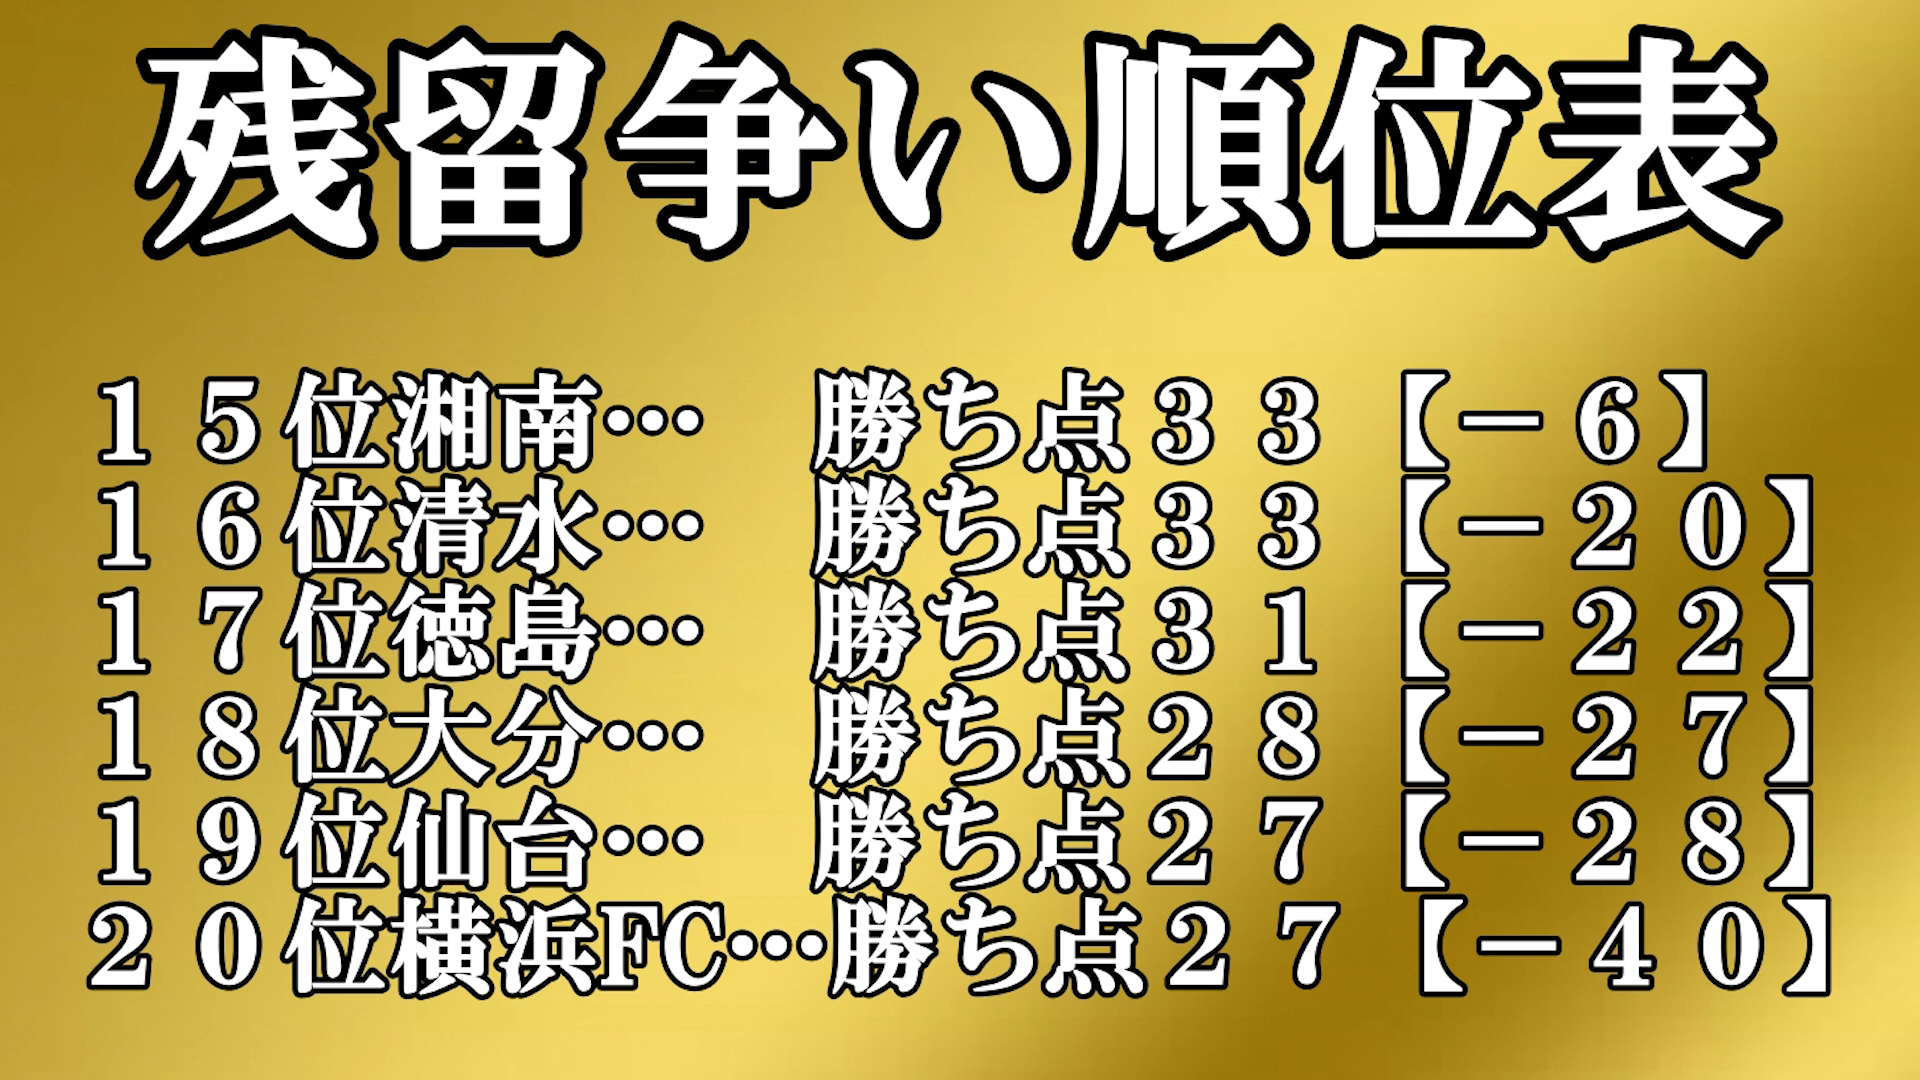 残留争い順位表
１５位湘南…　勝ち点３３【－６】
１６位清水…　勝ち点３３【－２０】
１７位徳島…　勝ち点３１【－２２】
１８位大分…　勝ち点２８【－２７】
１９位仙台…　勝ち点２７【－２８】
２０位横浜FC…勝ち点２７【－４０】